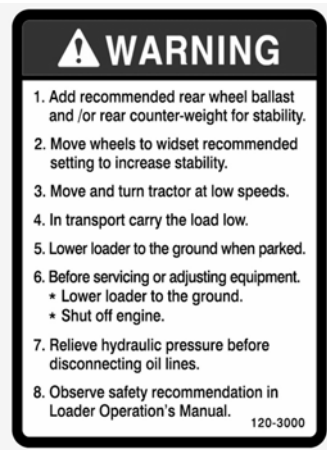 WARNING
1. Add recommended rear wheel ballast
and /or rear counter-weight for stability.
2. Move wheels to widset recommended
setting to increase stability.
3. Move and turn tractor at low speeds.
4. In transport carry the load low.
5. Lower loader to the ground when parked.
6. Before servicing or adjusting equipment.
* Lower loader to the ground.
* Shut off engine.
7. Relieve hydraulic pressure before
disconnecting oil lines.
8. Observe safety recommendation in
Loader Operation's Manual.
120-3000